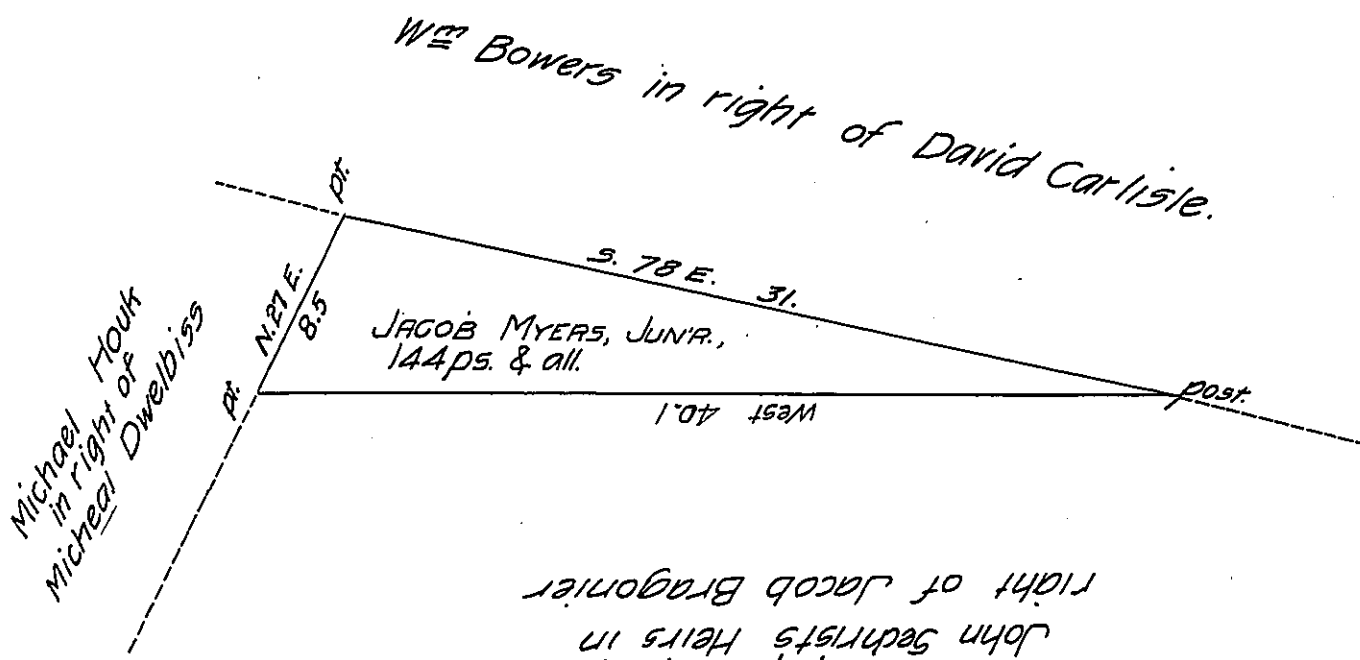 Wm Bowers in right of David Carlisle.
pt.
S. 78 E. 31.
N. 27 E.
8.5
JACOB MYERS, JUN'R.,
144 ps. & all.
pt.
post.
West 40.1
Michael Houk
in right of
Micheal Dwelbiss
John Sechrists Heirs in
right of Jacob Bragonier